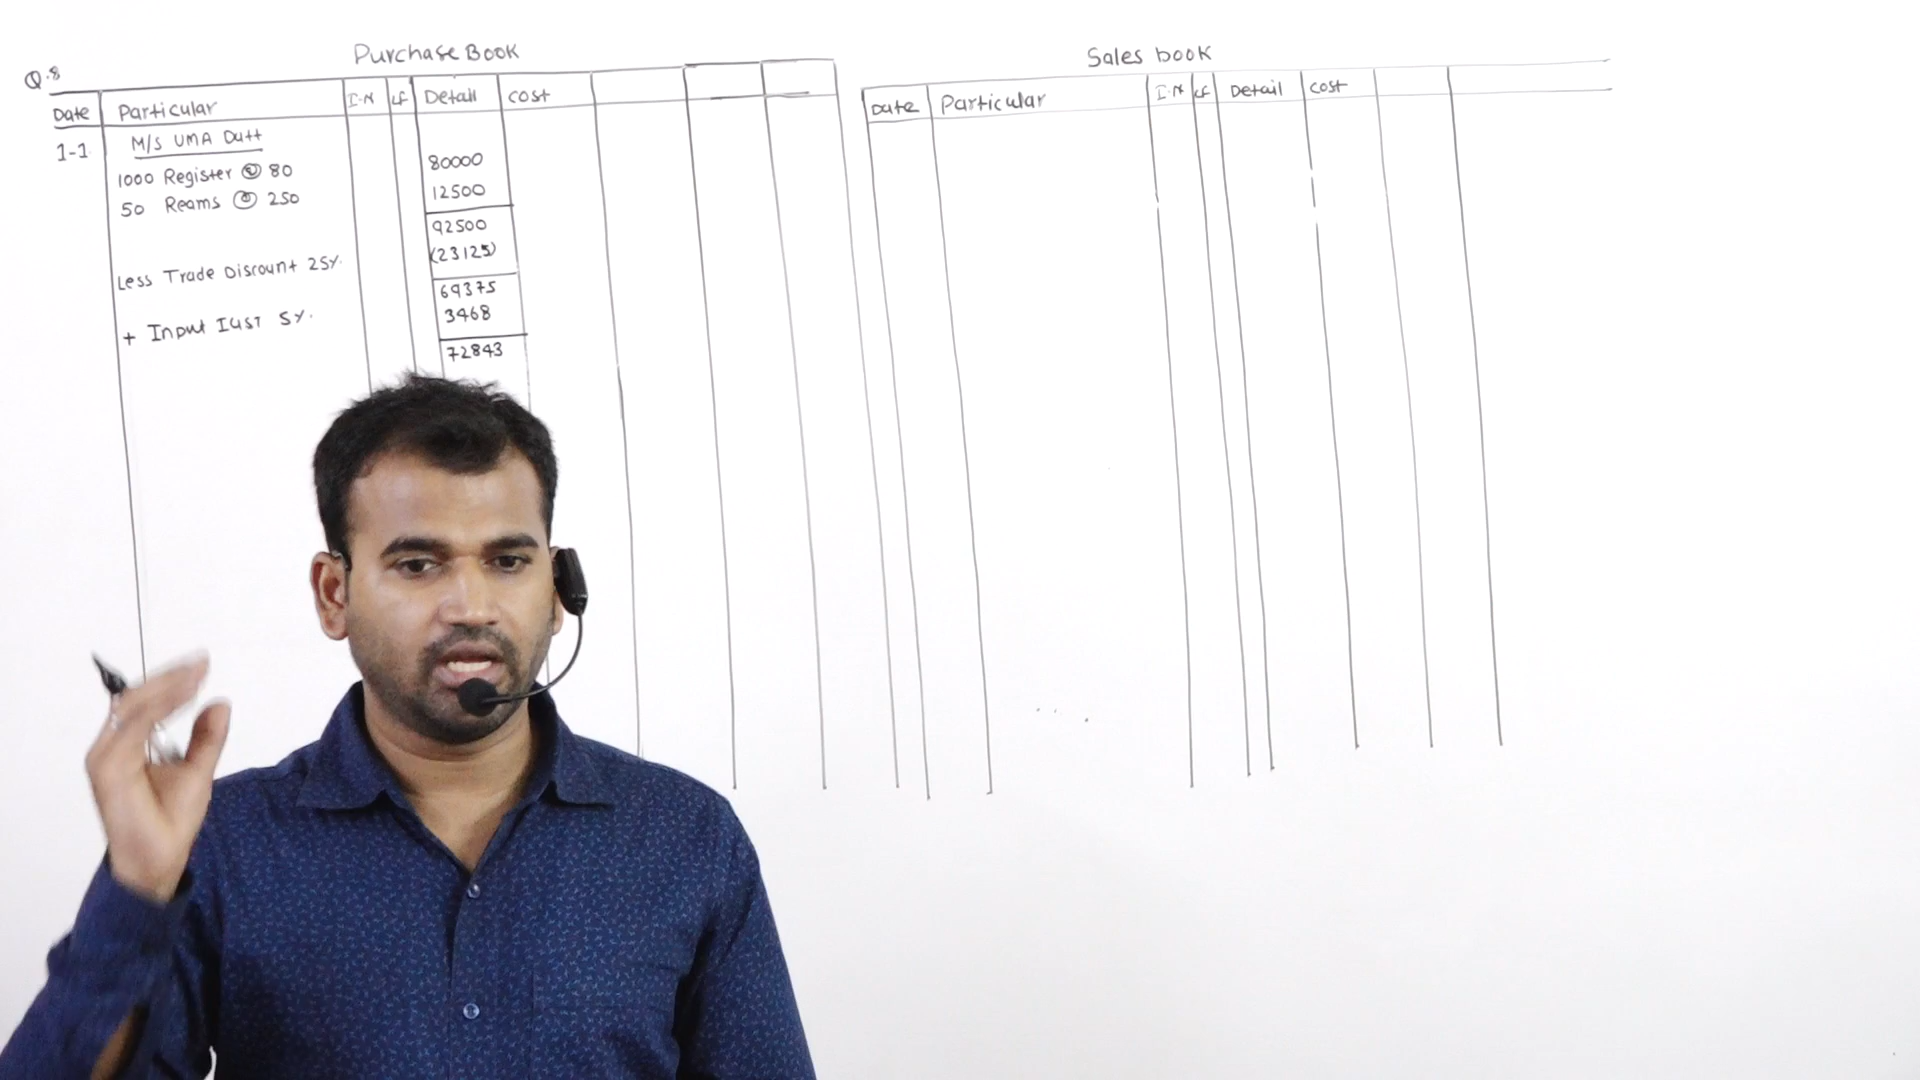 Q.8
Purchase Book
Date Particular I.N LF Detail Cost
1-1 M/s UMA Dutt
1000 Register @ 80 80000
50 Reams @ 250 12500
92500
Less Trade Discount 25%. (23125)
69375
+ Input IGST 5%. 3468
72843
Sales book
Date Particular I.N LF Detail Cost